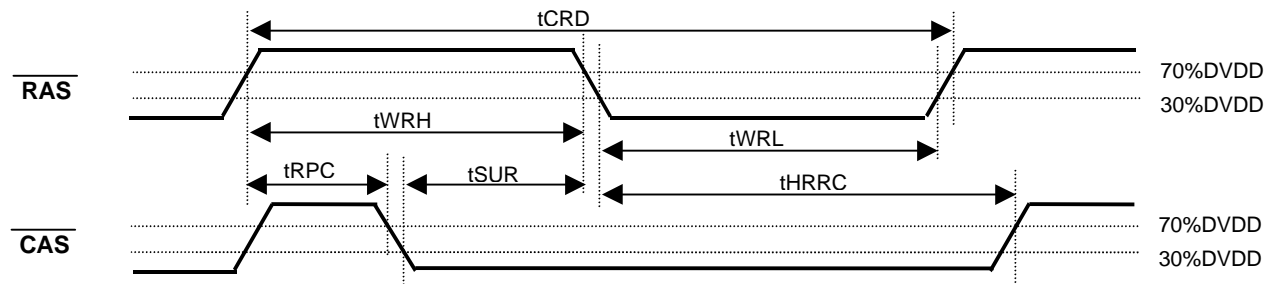 tCRD
RAS
70%DVDD
30%DVDD
tWRH
tWRL
tRPC
tSUR
tHRRC
CAS
70%DVDD
30%DVDD